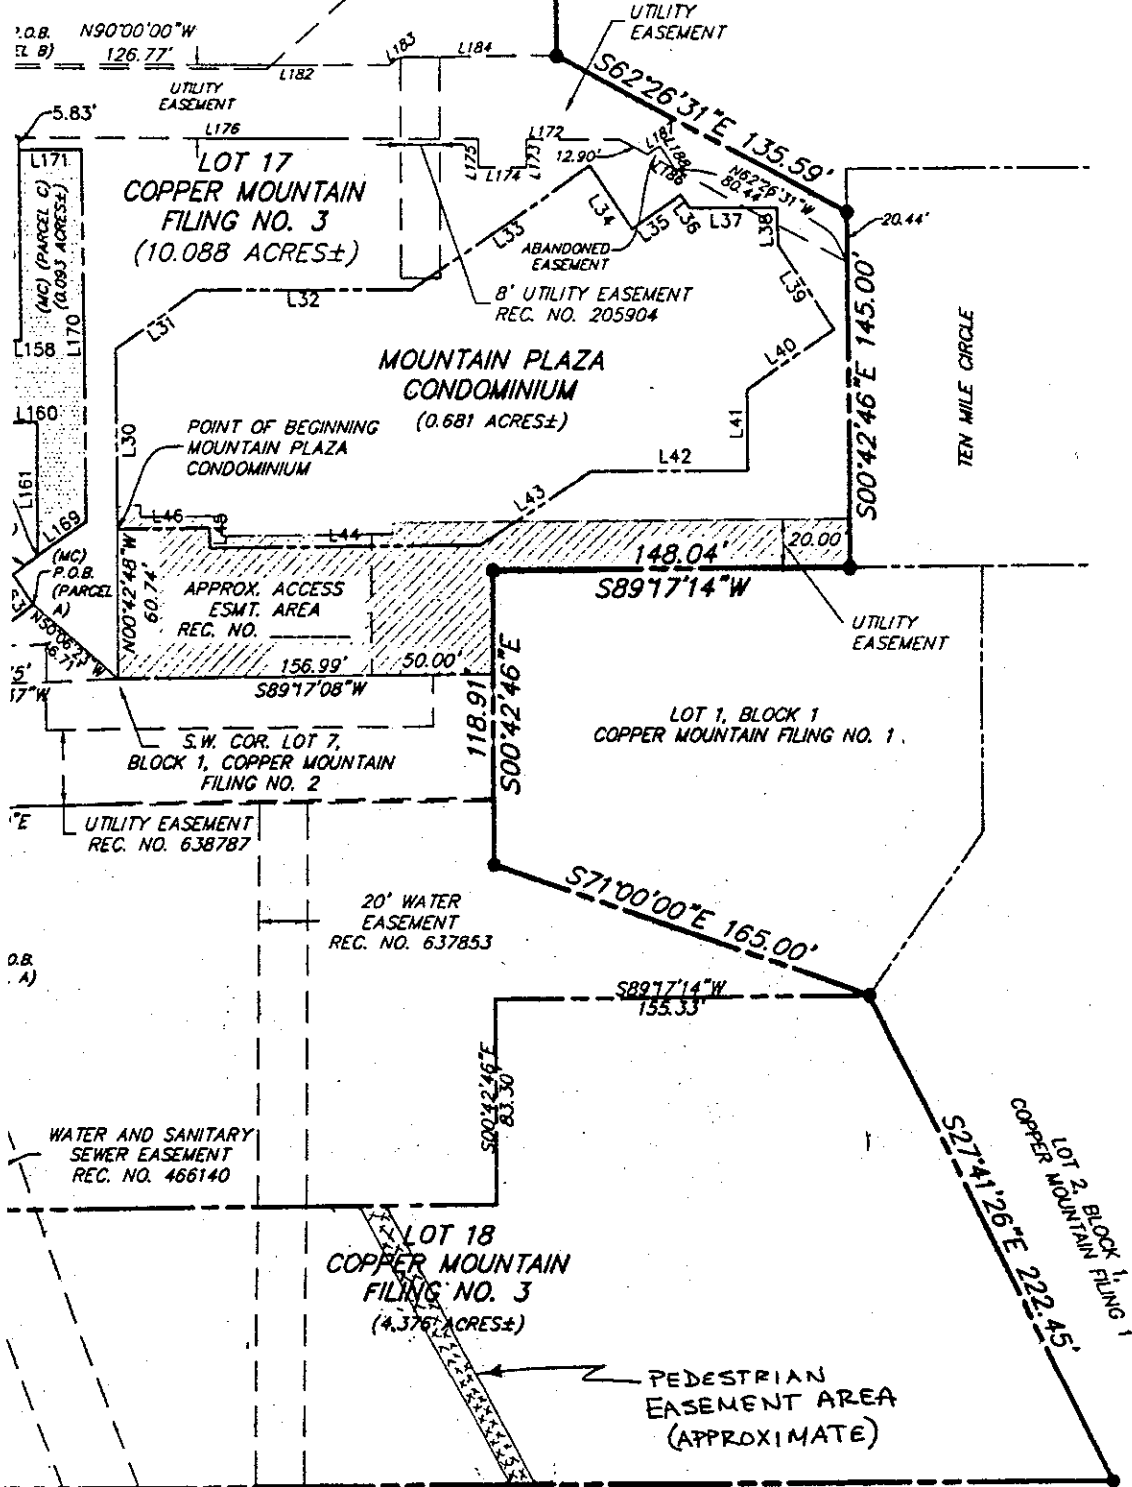 UTILITY
EASEMENT
P.O.B.
N90°00'00"W
126.77'
L182
L183
L184
S62°26'31"E 135.59'
UTILITY
EASEMENT
5.83'
L176
L172
L187
L188
12.90'
L175
L174
L173
L186
N62°26'31"W
80.44'
20.44'
L171
LOT 17
COPPER MOUNTAIN
FILING NO. 3
(10.088 ACRES±)
(MC) (PARCEL C)
(0.093 ACRES±)
L170
L158
L33
L34
L35
L36
L37
L38
L39
ABANDONED
EASEMENT
8' UTILITY EASEMENT
REC. NO. 205904
L32
L31
L40
S00°42'46"E 145.00'
TEN MILE CIRCLE
MOUNTAIN PLAZA
CONDOMINIUM
(0.681 ACRES±)
L160
L30
L41
POINT OF BEGINNING
MOUNTAIN PLAZA
CONDOMINIUM
L42
L161
L43
L169
L46
L44
148.04'
20.00'
S89°17'14"W
(MC)
P.O.B.
(PARCEL
A)
N00°42'48"W
60.74'
APPROX. ACCESS
ESMT. AREA
REC. NO. ________
N50°06'23"W
156.99'
50.00'
S89°17'08"W
UTILITY
EASEMENT
118.91'
S00°42'46"E
LOT 1, BLOCK 1
COPPER MOUNTAIN FILING NO. 1
S.W. COR. LOT 7,
BLOCK 1, COPPER MOUNTAIN
FILING NO. 2
UTILITY EASEMENT
REC. NO. 638787
S71°00'00"E 165.00'
20' WATER
EASEMENT
REC. NO. 637853
A)
S89°17'14"W
155.33'
S00°42'46"E
83.30'
WATER AND SANITARY
SEWER EASEMENT
REC. NO. 466140
S27°41'26"E 222.45'
LOT 2, BLOCK 1,
COPPER MOUNTAIN FILING 1
LOT 18
COPPER MOUNTAIN
FILING NO. 3
(4.376 ACRES±)
PEDESTRIAN
EASEMENT AREA
(APPROXIMATE)